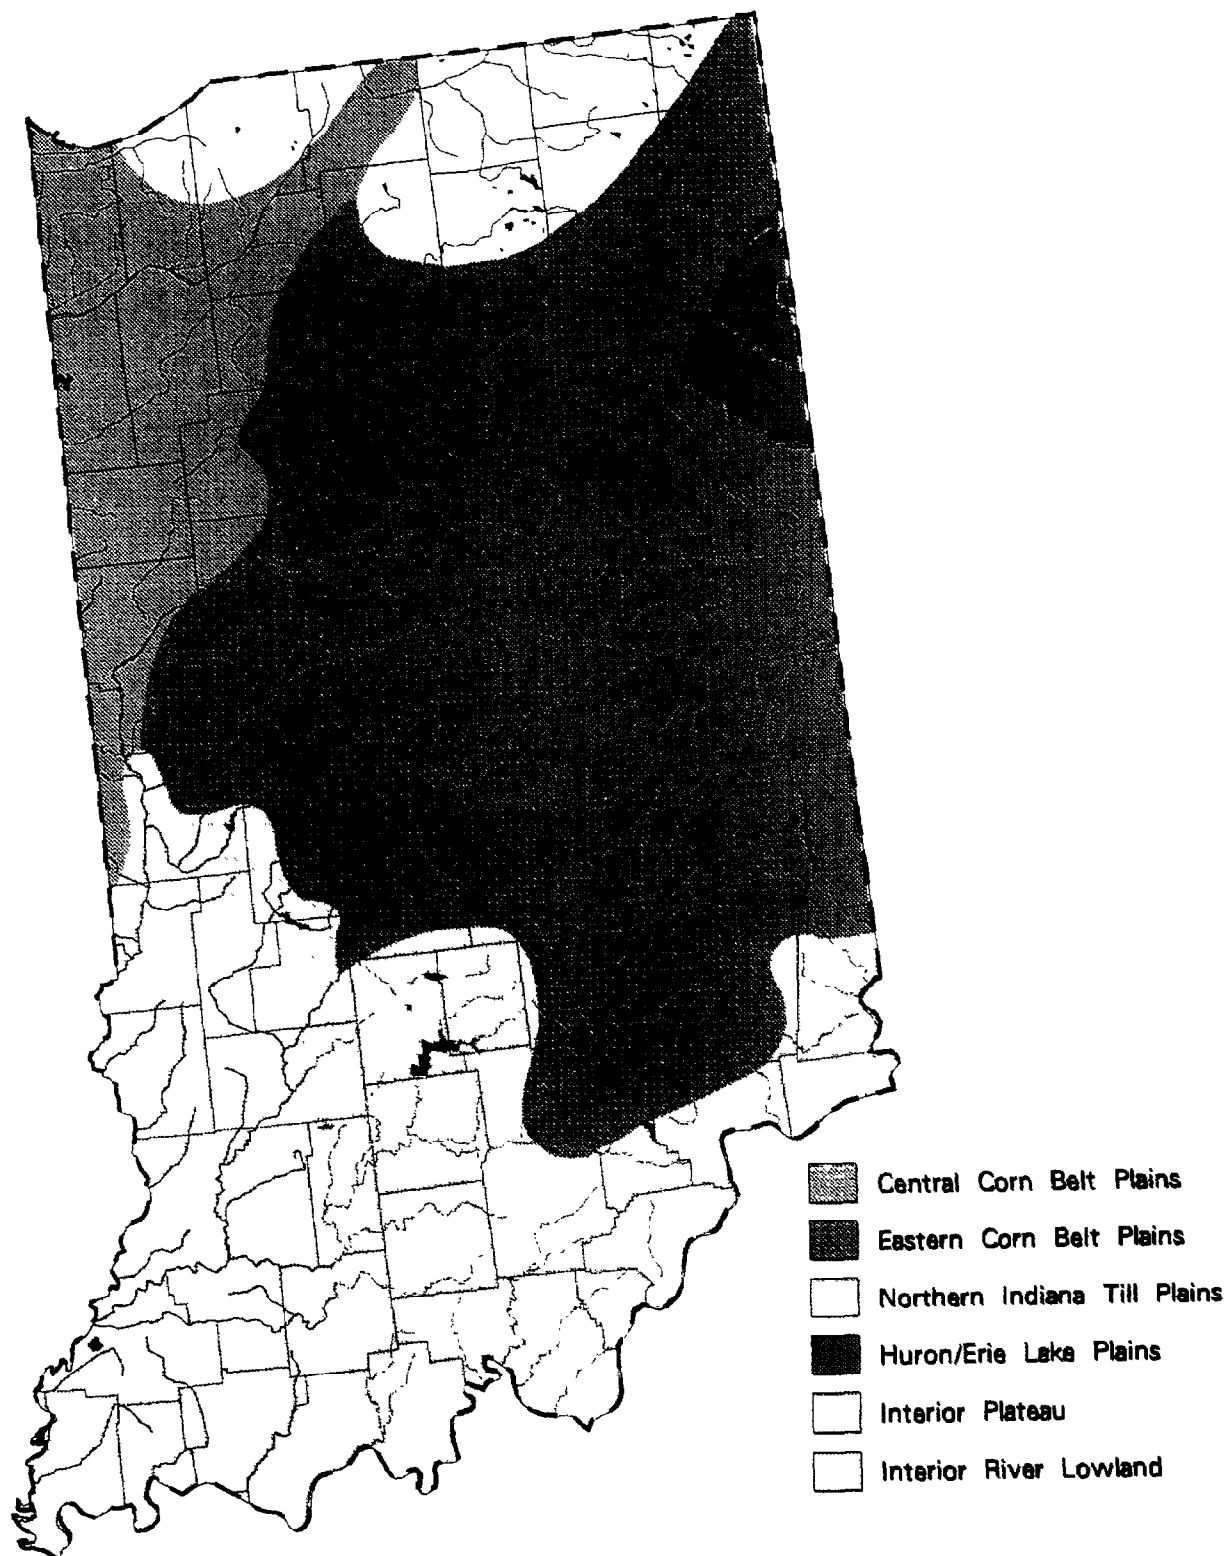 Central Corn Belt Plains
Eastern Corn Belt Plains
Northern Indiana Till Plains
Huron/Erie Lake Plains
Interior Plateau
Interior River Lowland